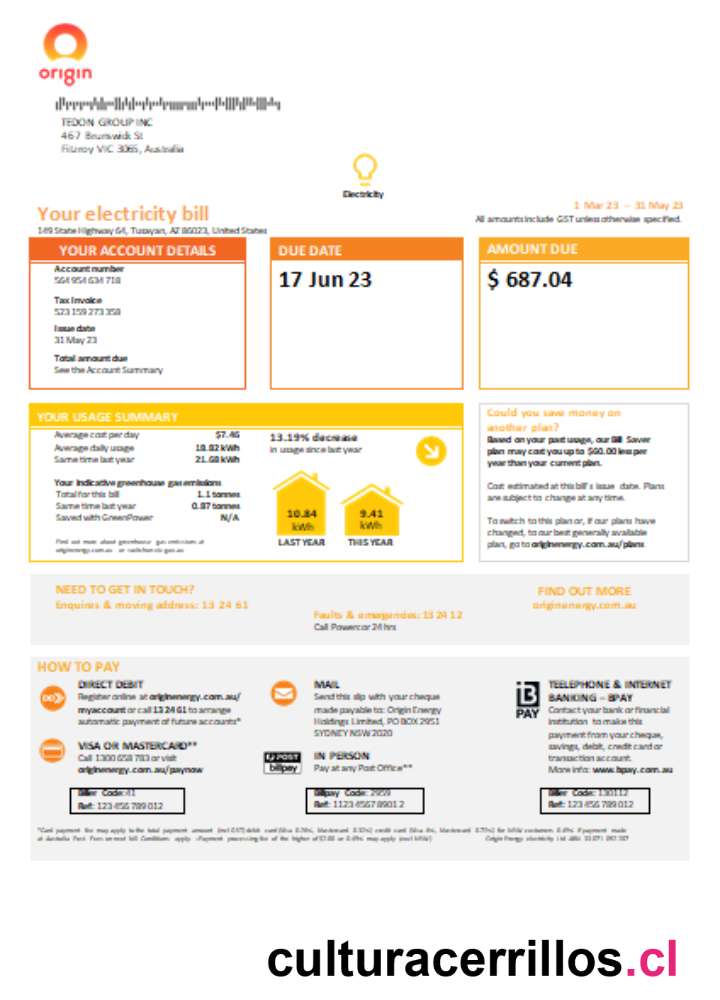 origin
TEDON GROUP INC
467 Brunswick St
Fitzroy VIC 3065, Australia
Electricity
Your electricity bill
149 State Highway 64, Tusayan, AZ 86023, United States
1 Mar 23 – 31 May 23
All amounts include GST unless otherwise specified.
YOUR ACCOUNT DETAILS
Account number
564 954 634 718
Tax Invoice
523 159 273 358
Issue date
31 May 23
Total amount due
See the Account Summary
DUE DATE
17 Jun 23
AMOUNT DUE
$ 687.04
YOUR USAGE SUMMARY
Average cost per day $7.46
Average daily usage 18.82 kWh
Same time last year 21.68 kWh
Your indicative greenhouse gas emissions
Total for this bill 1.1 tonnes
Same time last year 0.97 tonnes
Saved with GreenPower N/A
Find out more about greenhouse gas emissions at
originenergy.com.au or
13.19% decrease
in usage since last year
10.84
kWh
LAST YEAR
9.41
kWh
THIS YEAR
Could you save money on
another plan?
Based on your past usage, our Bill Saver
plan may cost you up to $60.00 less per
year than your current plan.
Cost estimated at this bill's issue date. Plans
are subject to change at any time.
To switch to this plan or, if our plans have
changed, to our best generally available
plan, go to originenergy.com.au/plans
NEED TO GET IN TOUCH?
Enquires & moving address: 13 24 61
Faults & emergencies: 13 24 12
Call Powercor 24 hrs
FIND OUT MORE
originenergy.com.au
HOW TO PAY
DIRECT DEBIT
Register online at originenergy.com.au/
myaccount or call 13 24 61 to arrange
automatic payment of future accounts*
VISA OR MASTERCARD**
Call 1300 658 783 or visit
originenergy.com.au/paynow
Biller Code: 41
Ref: 123 456 789 012
MAIL
Send this slip with your cheque
made payable to: Origin Energy
Holdings Limited, PO BOX 2951
SYDNEY NSW 2020
POST
billpay
IN PERSON
Pay at any Post Office**
Billpay Code: 2959
Ref: 1123 4567 8901 2
B
PAY
TEELEPHONE & INTERNET
BANKING – BPAY
Contact your bank or financial
institution to make this
payment from your cheque,
savings, debit, credit card or
transaction account.
More info: www.bpay.com.au
Biller Code: 130112
Ref: 123 456 789 012
culturacerrillos.cl